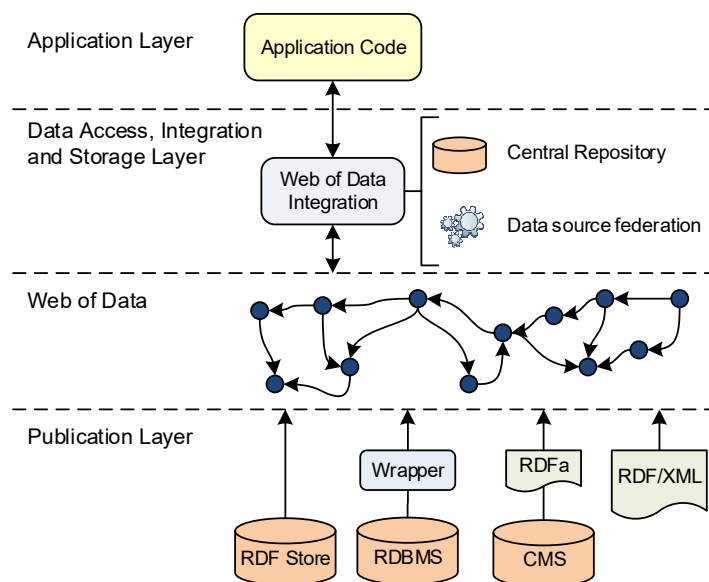 Application Layer
Application Code
Data Access, Integration
and Storage Layer
Web of Data
Integration
Central Repository
Data source federation
Web of Data
Publication Layer
Wrapper
RDFa
RDF/XML
RDF Store
RDBMS
CMS